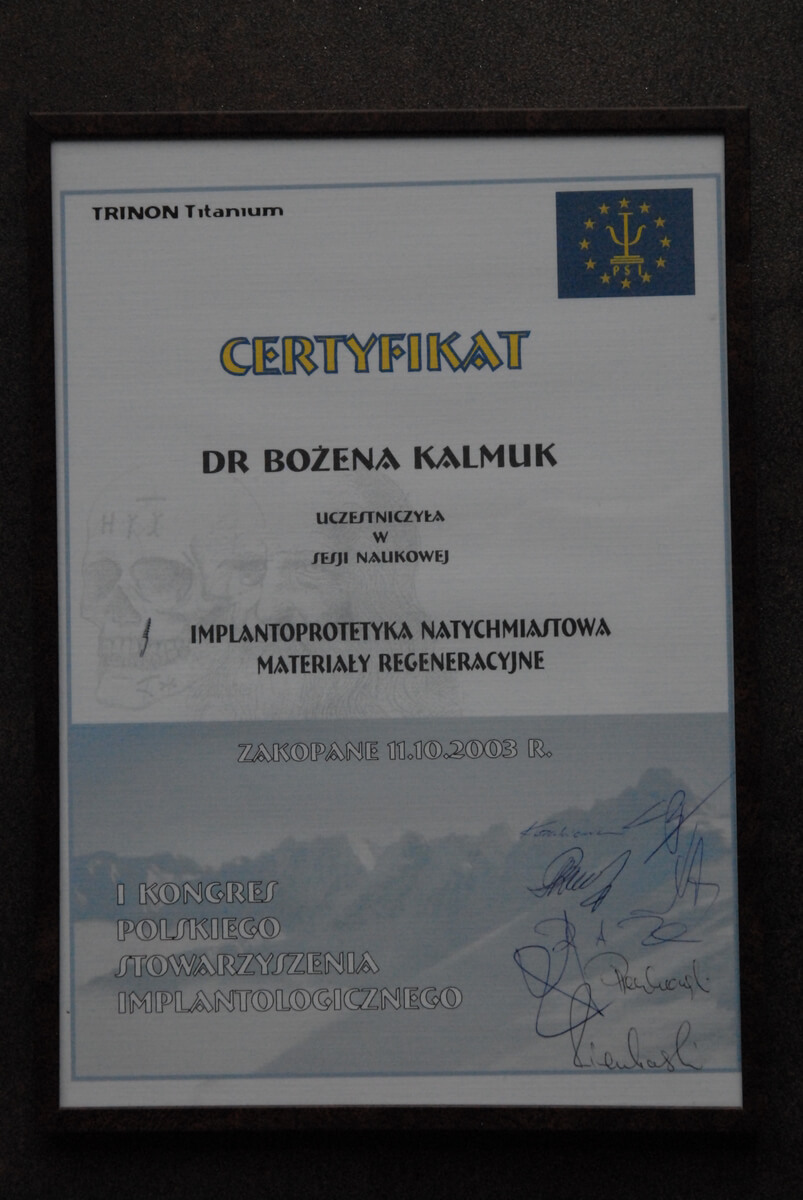 TRINON Titanium
PSI
CERTYFIKAT
DR BOŻENA KALMUK
UCZESTNICZYŁA
W
SESJI NAUKOWEJ
IMPLANTOPROTETYKA NATYCHMIASTOWA
MATERIAŁY REGENERACYJNE
ZAKOPANE 11.10.2003 R.
I KONGRES
POLSKIEGO
STOWARZYSZENIA
IMPLANTOLOGICZNEGO